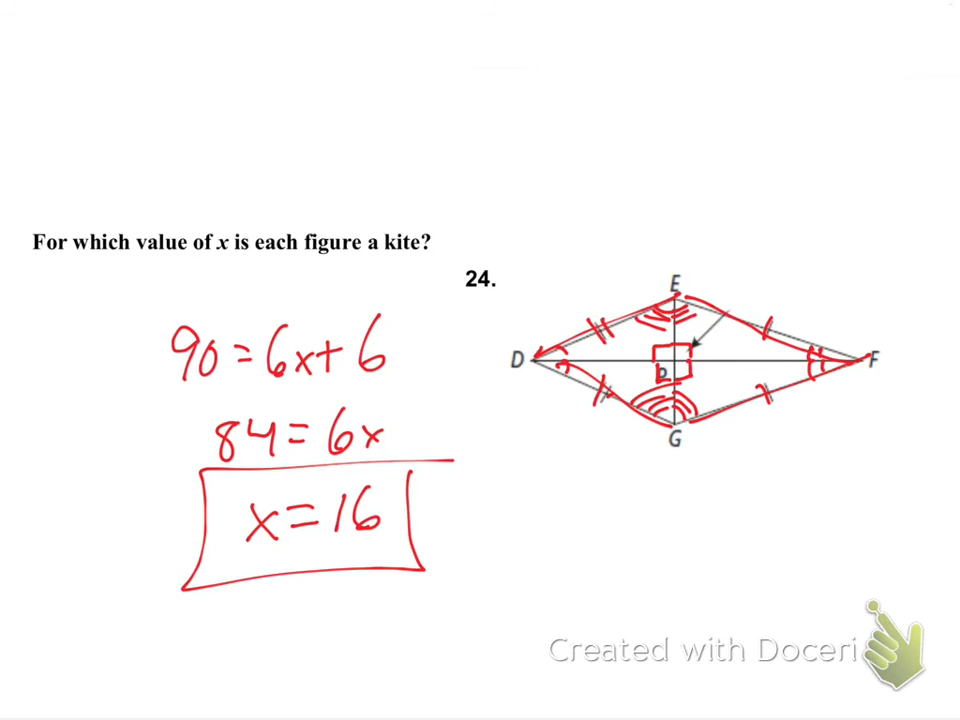 For which value of x is each figure a kite?
24.
E
D
F
G
90 = 6x + 6
84 = 6x
x = 16
Created with Doceri